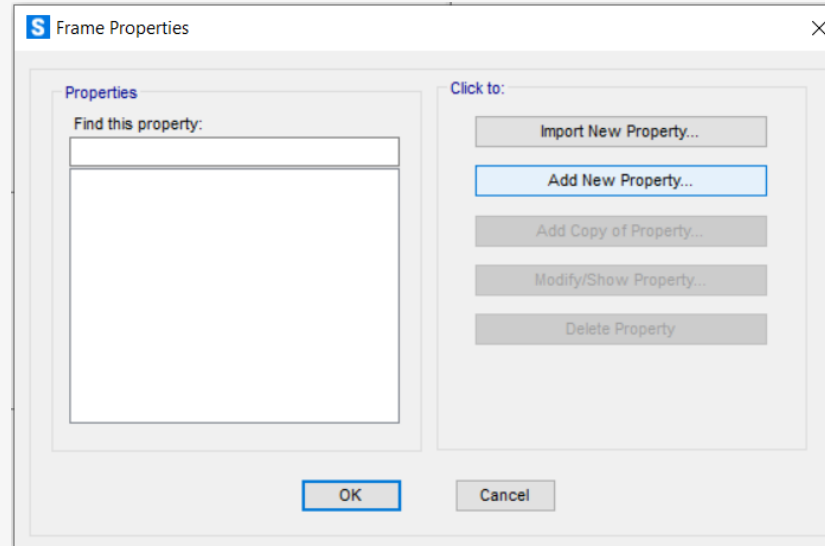 S Frame Properties
Properties
Find this property:
Click to:
Import New Property...
Add New Property...
Add Copy of Property...
Modify/Show Property...
Delete Property
OK
Cancel